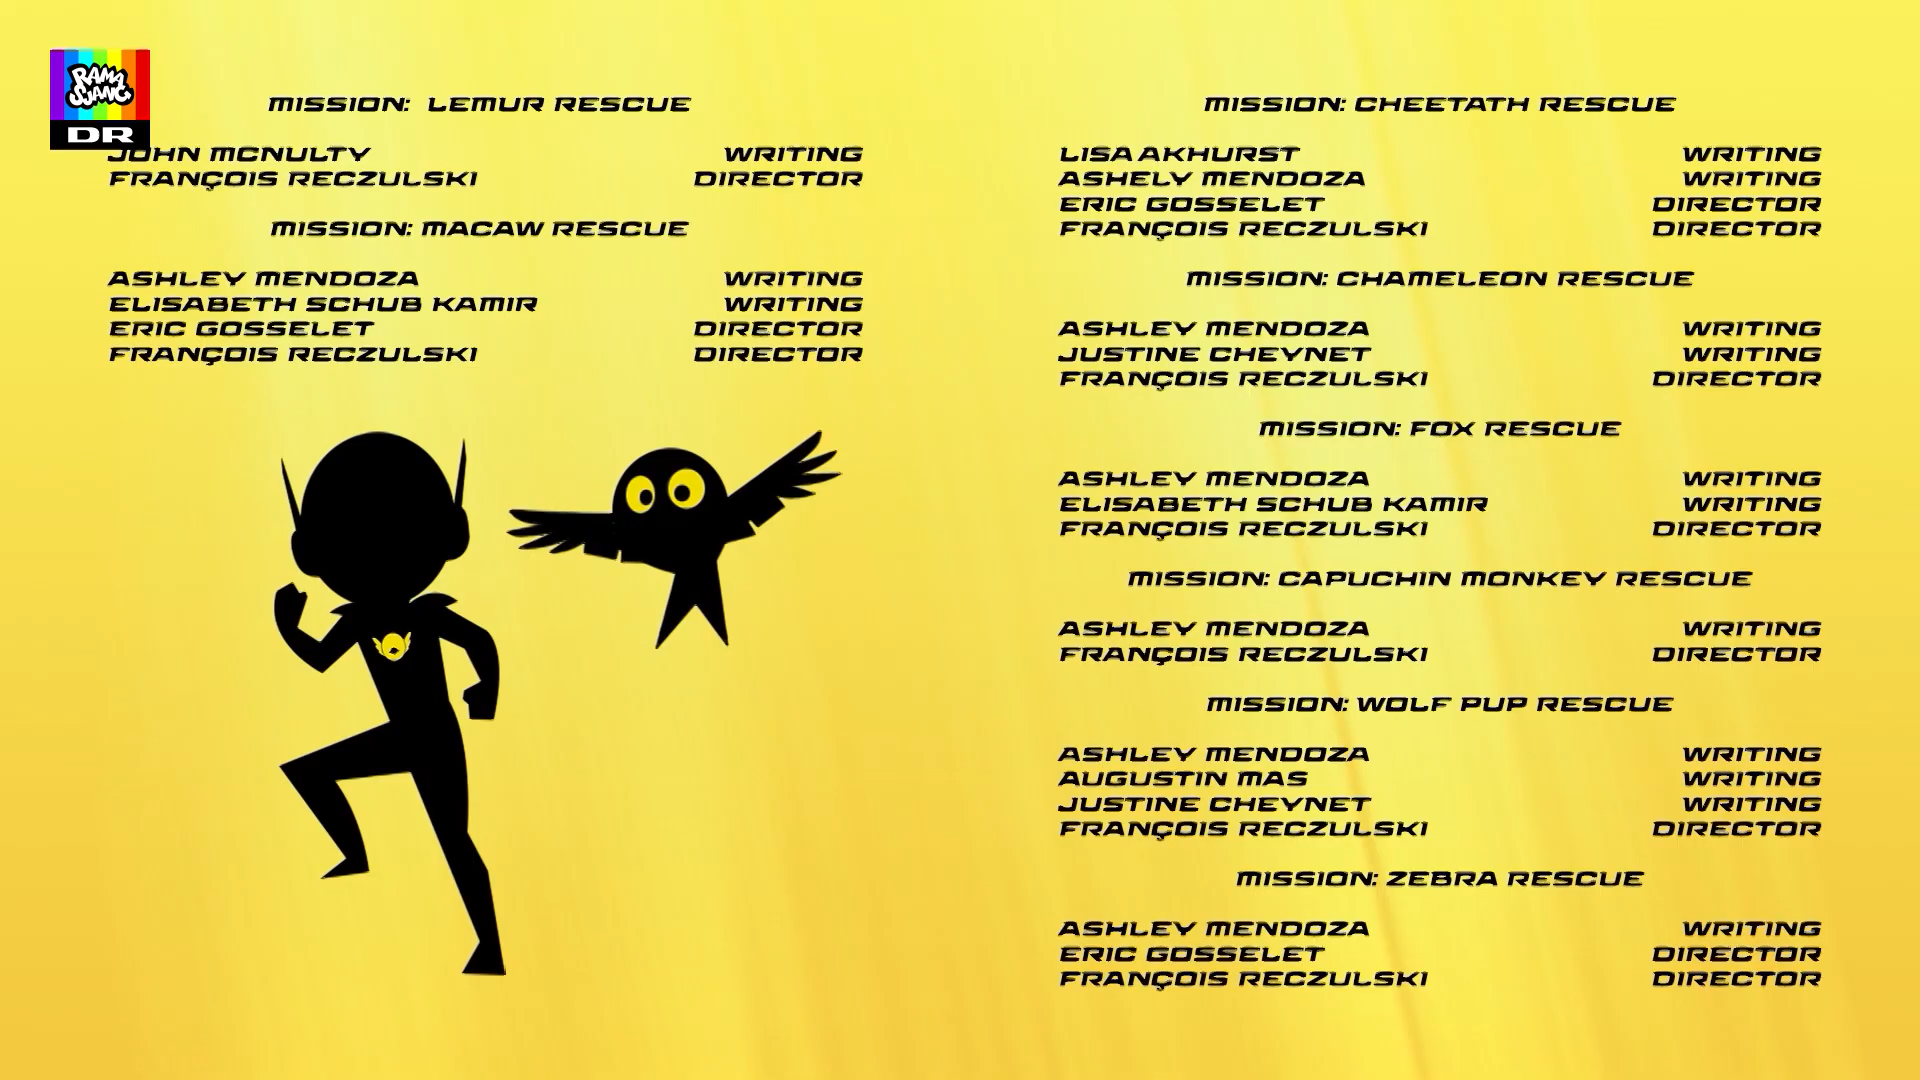 RAMA
SJANG
DR
MISSION: LEMUR RESCUE
JOHN MCNULTY WRITING
FRANÇOIS RECZULSKI DIRECTOR
MISSION: MACAW RESCUE
ASHLEY MENDOZA WRITING
ELISABETH SCHUB KAMIR WRITING
ERIC GOSSELET DIRECTOR
FRANÇOIS RECZULSKI DIRECTOR
MISSION: CHEETATH RESCUE
LISA AKHURST WRITING
ASHELY MENDOZA WRITING
ERIC GOSSELET DIRECTOR
FRANÇOIS RECZULSKI DIRECTOR
MISSION: CHAMELEON RESCUE
ASHLEY MENDOZA WRITING
JUSTINE CHEYNET WRITING
FRANÇOIS RECZULSKI DIRECTOR
MISSION: FOX RESCUE
ASHLEY MENDOZA WRITING
ELISABETH SCHUB KAMIR WRITING
FRANÇOIS RECZULSKI DIRECTOR
MISSION: CAPUCHIN MONKEY RESCUE
ASHLEY MENDOZA WRITING
FRANÇOIS RECZULSKI DIRECTOR
MISSION: WOLF PUP RESCUE
ASHLEY MENDOZA WRITING
AUGUSTIN MAS WRITING
JUSTINE CHEYNET WRITING
FRANÇOIS RECZULSKI DIRECTOR
MISSION: ZEBRA RESCUE
ASHLEY MENDOZA WRITING
ERIC GOSSELET DIRECTOR
FRANÇOIS RECZULSKI DIRECTOR